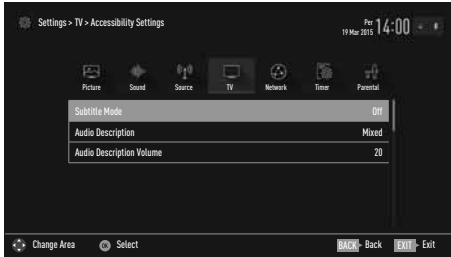 Settings > TV > Accessibility Settings
Per
19 Mar 2015
14:00
Picture
Sound
Source
TV
Network
Timer
Parental
Subtitle Mode Off
Audio Description Mixed
Audio Description Volume 20
Change Area
OK Select
BACK Back
EXIT Exit